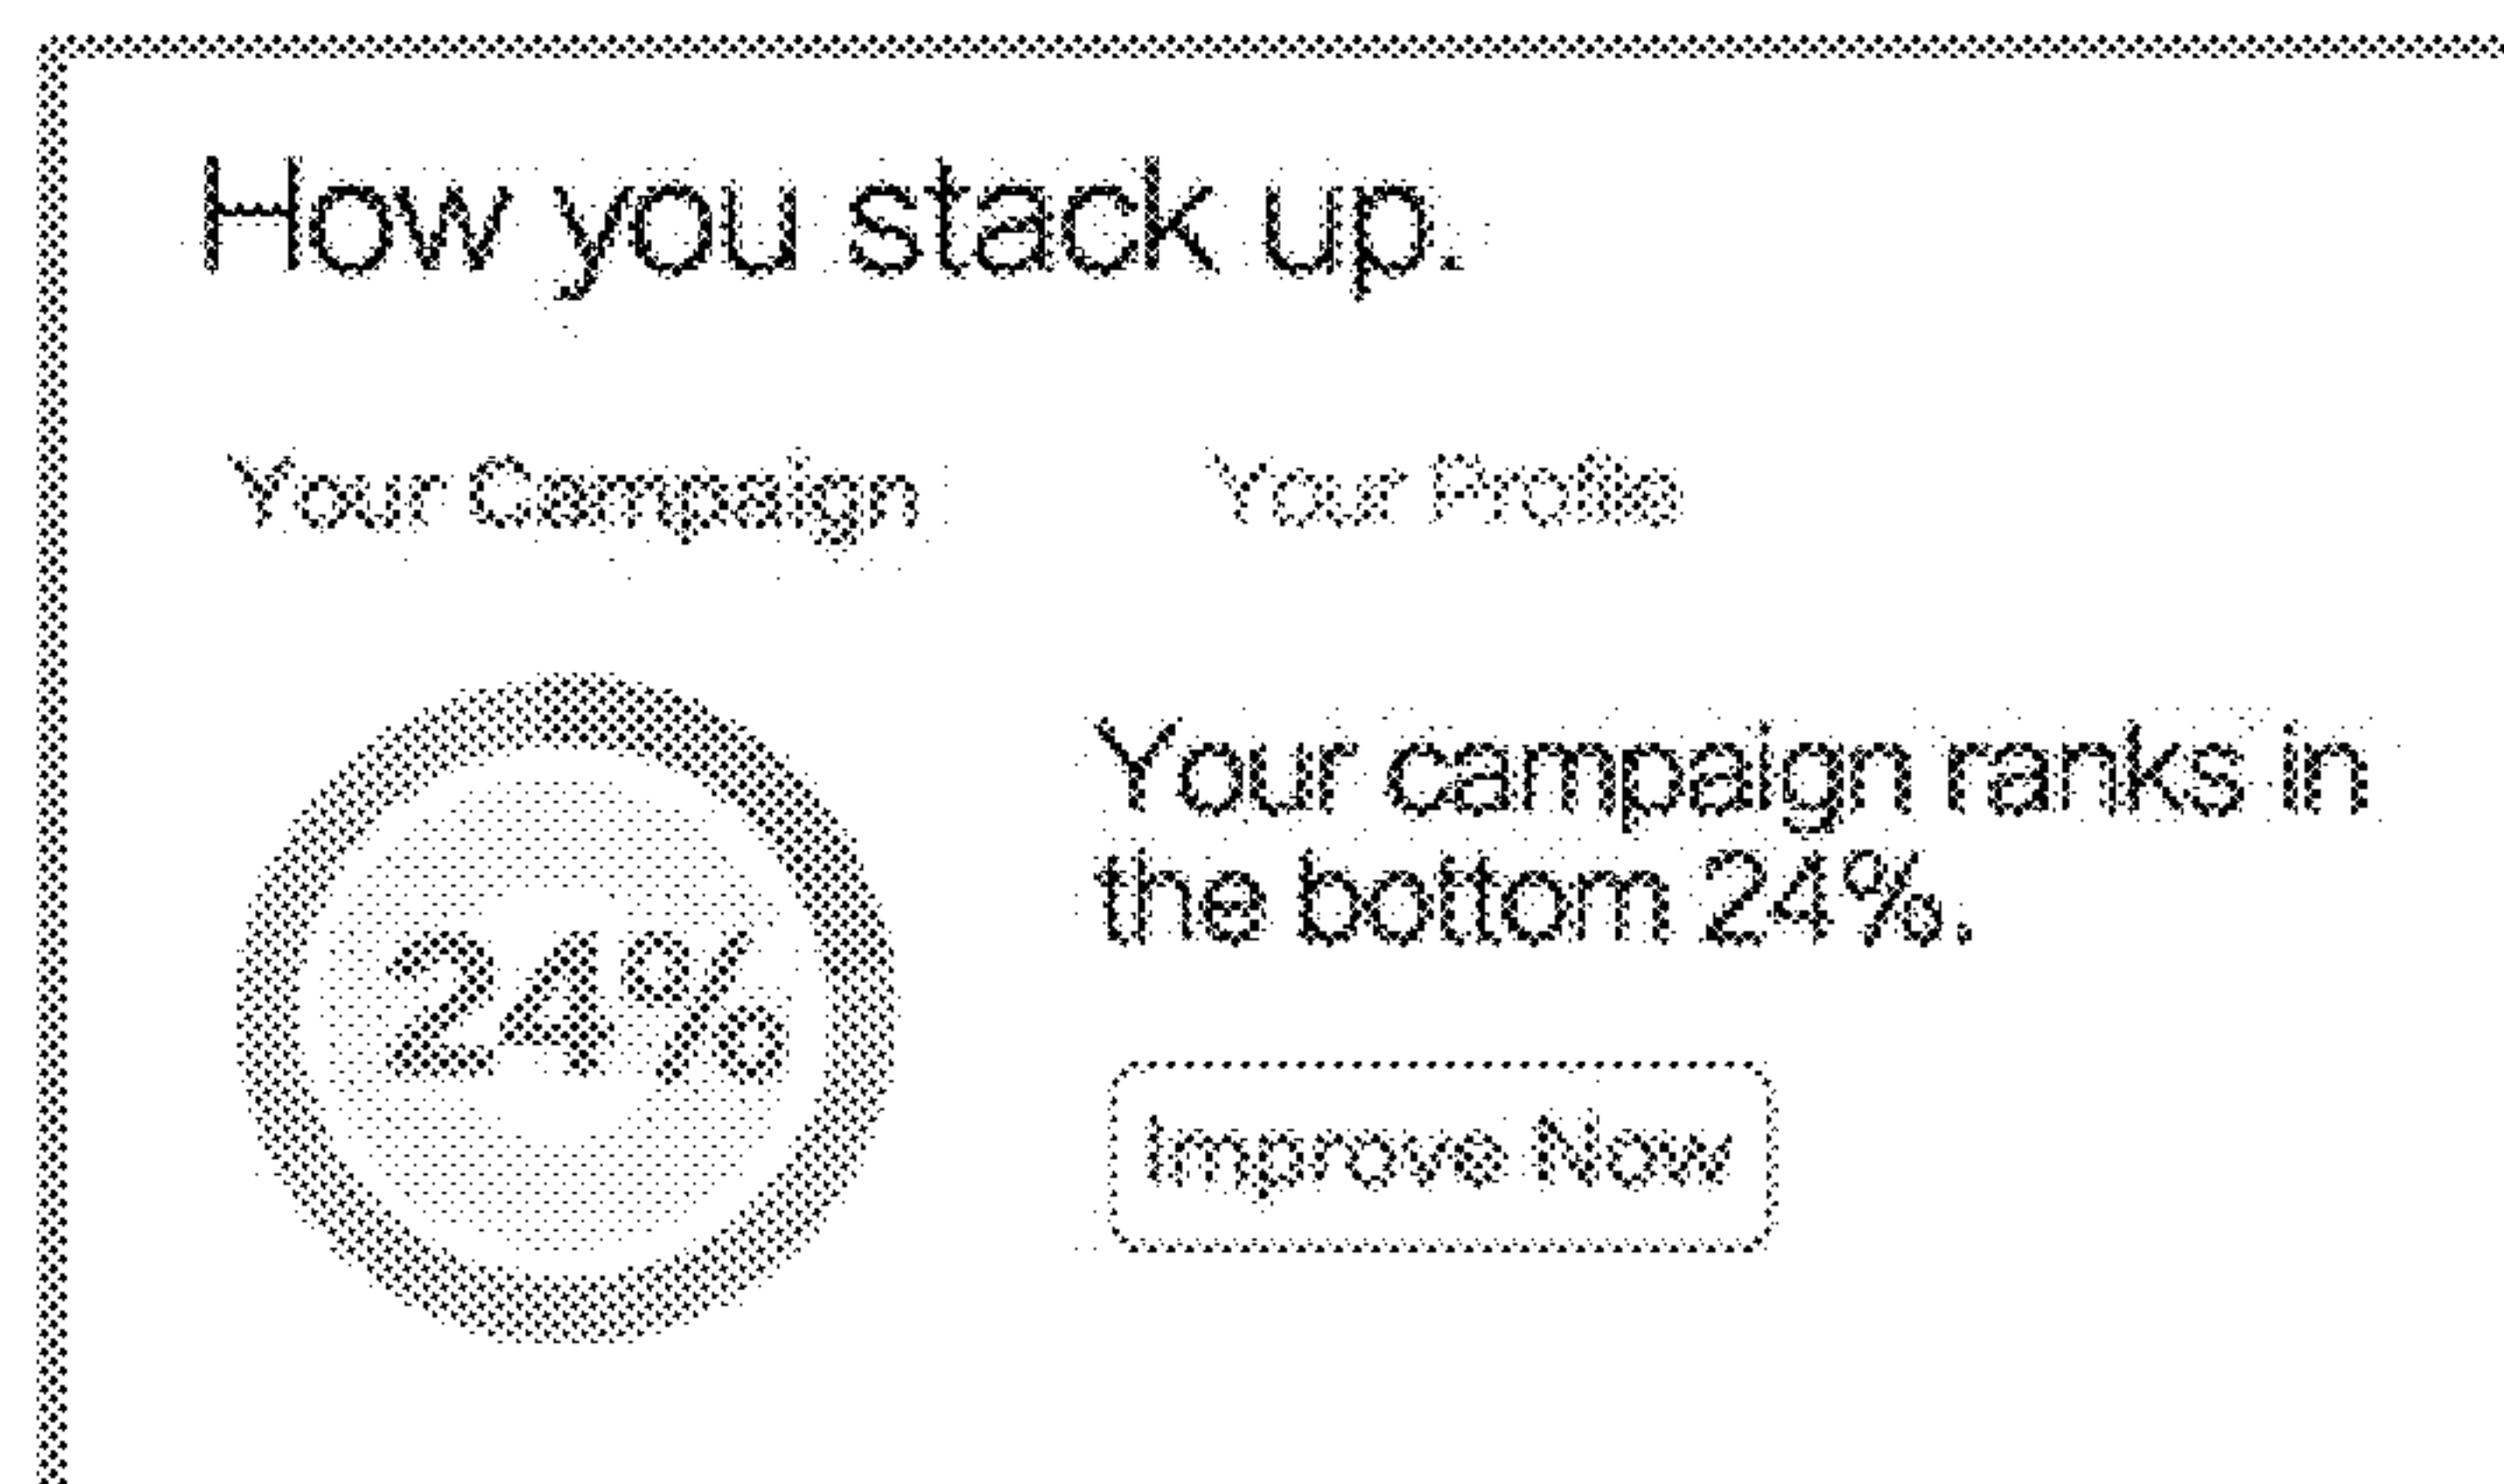 How you stack up.
Your Campaign
Your Profile
24%
Your campaign ranks in
the bottom 24%.
Improve Now